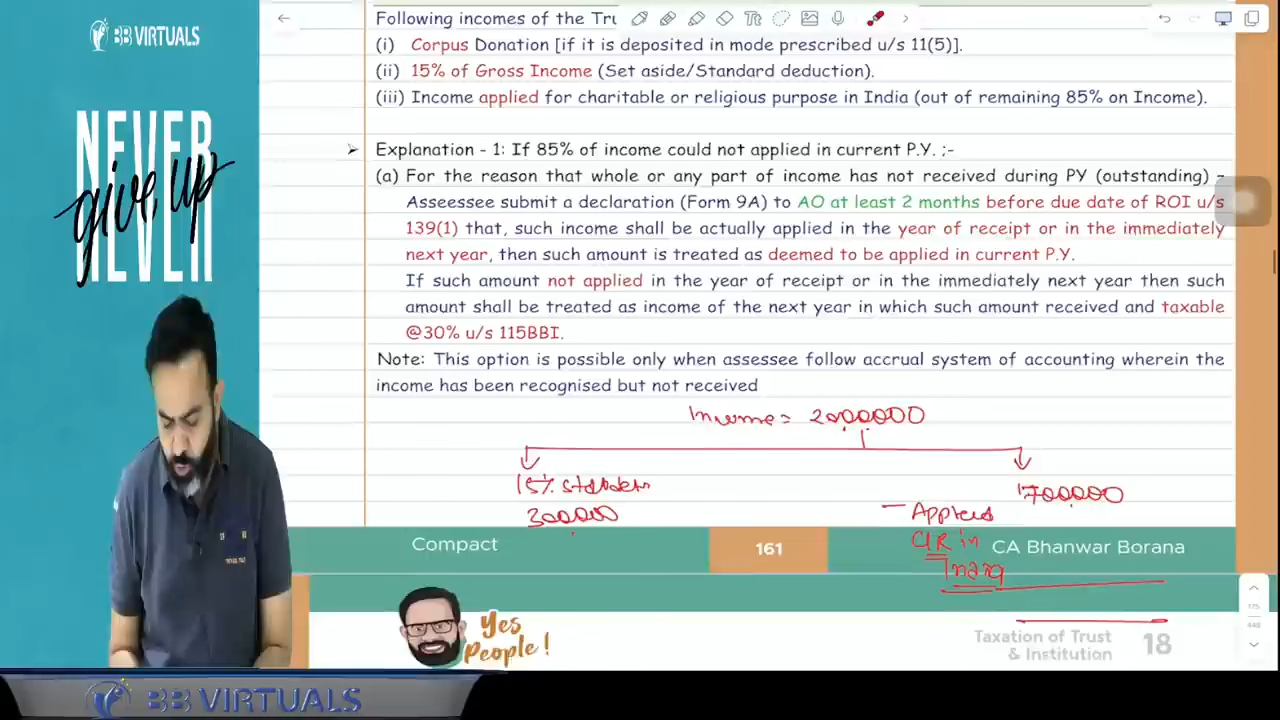 BB VIRTUALS
NEVER
give up
NEVER
Following incomes of the Tru
(i) Corpus Donation [if it is deposited in mode prescribed u/s 11(5)].
(ii) 15% of Gross Income (Set aside/Standard deduction).
(iii) Income applied for charitable or religious purpose in India (out of remaining 85% on Income).
Explanation - 1: If 85% of income could not applied in current P.Y. ;-
(a) For the reason that whole or any part of income has not received during PY (outstanding) -
Asseessee submit a declaration (Form 9A) to AO at least 2 months before due date of ROI u/s
139(1) that, such income shall be actually applied in the year of receipt or in the immediately
next year, then such amount is treated as deemed to be applied in current P.Y.
If such amount not applied in the year of receipt or in the immediately next year then such
amount shall be treated as income of the next year in which such amount received and taxable
@30% u/s 115BBI.
Note: This option is possible only when assessee follow accrual system of accounting wherein the
income has been recognised but not received
Income = 2000000
15%
300000
1700000
Applied
in
Compact
161
CA Bhanwar Borana
Yes
People!
Taxation of Trust
& Institution
18
175
448
BB VIRTUALS